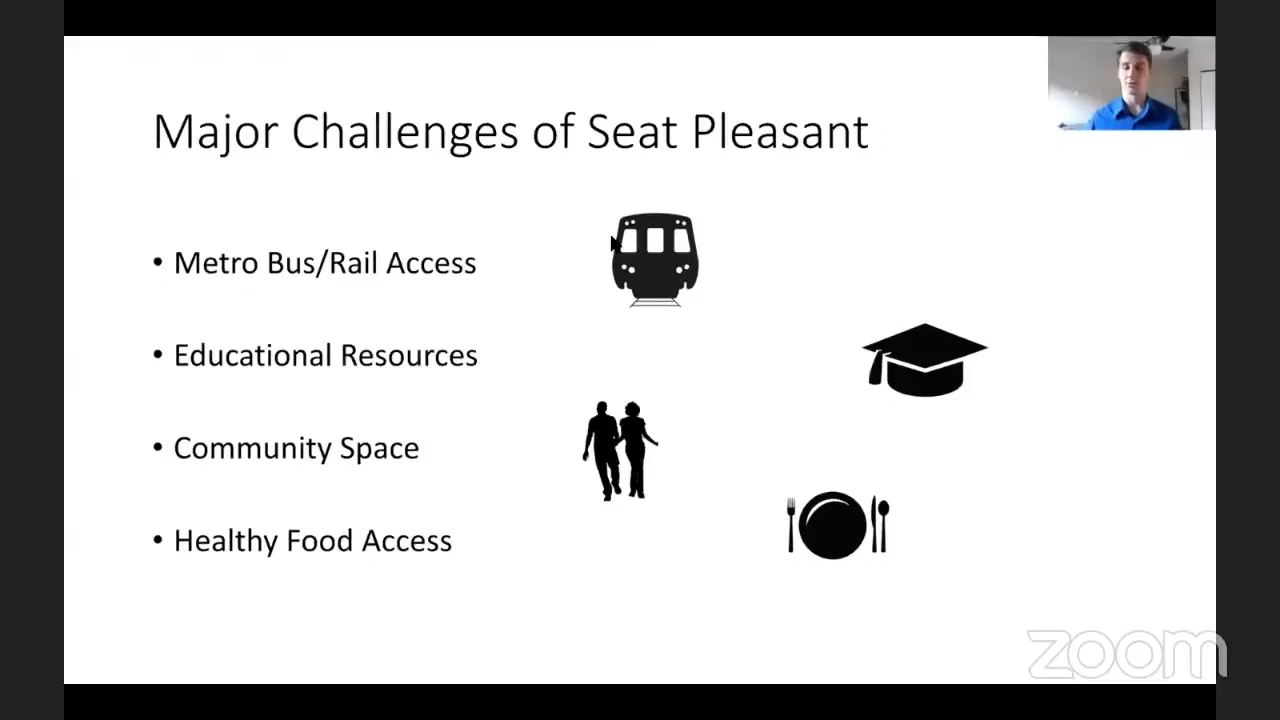 Major Challenges of Seat Pleasant
• Metro Bus/Rail Access
• Educational Resources
• Community Space
• Healthy Food Access
zoom